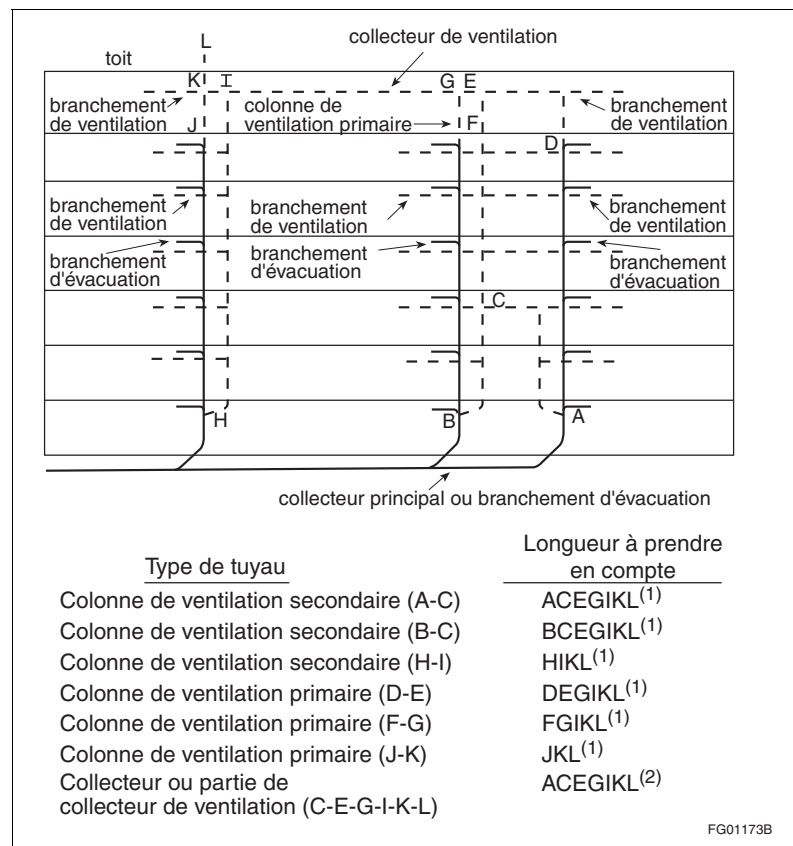 L
collecteur de ventilation
toit
K I G E
branchement
de ventilation
colonne de
ventilation primaire
branchement
de ventilation
J F
D
branchement
de ventilation
branchement
de ventilation
branchement
de ventilation
branchement
d'évacuation
branchement
d'évacuation
branchement
d'évacuation
C
H B A
collecteur principal ou branchement d'évacuation
Type de tuyau
Longueur à prendre
en compte
Colonne de ventilation secondaire (A-C) ACEGIKL(1)
Colonne de ventilation secondaire (B-C) BCEGIKL(1)
Colonne de ventilation secondaire (H-I) HIKL(1)
Colonne de ventilation primaire (D-E) DEGIKL(1)
Colonne de ventilation primaire (F-G) FGIKL(1)
Colonne de ventilation primaire (J-K) JKL(1)
Collecteur ou partie de ACEGIKL(2)
collecteur de ventilation (C-E-G-I-K-L)
FG01173B